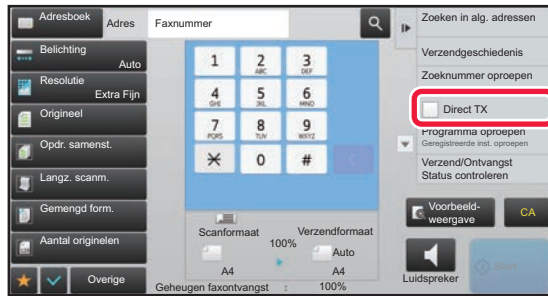 Adresboek
Adres
Faxnummer
Belichting
Auto
Resolutie
Extra Fijn
Origineel
Opdr. samenst.
Langz. scanm.
Gemengd form.
Aantal originelen
Overige
1
2
ABC
3
DEF
4
GHI
5
JKL
6
MNO
7
PQRS
8
TUV
9
WXYZ
0
#
Scanformaat
100%
Verzendformaat
Auto
A4
A4
Geheugen faxontvangst : 100%
Zoeken in alg. adressen
Verzendgeschiedenis
Zoeknummer oproepen
Direct TX
Programma oproepen
Geregistreerde inst. oproepen
Verzend/Ontvangst
Status controleren
Voorbeeld-
weergave
CA
Luidspreker
Start